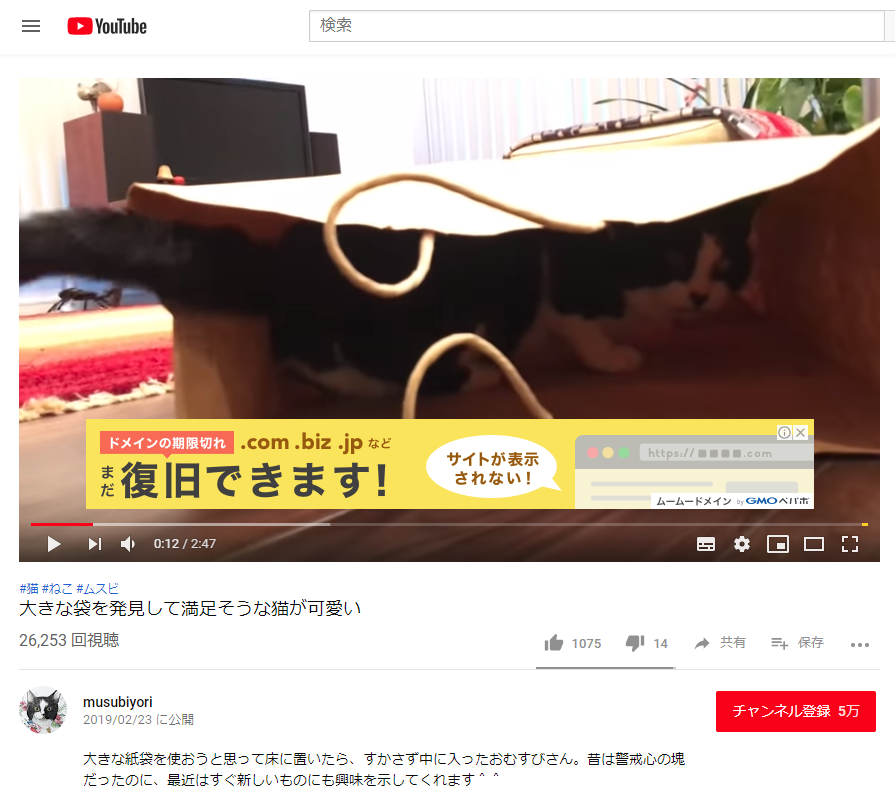 YouTube
検索
ドメインの期限切れ .com .biz .jp など
まだ 復旧できます!
サイトが表示
されない!
https://■■■■.com
ムームードメイン by GMOペパボ
0:12 / 2:47
#猫 #ねこ #ムスビ
大きな袋を発見して満足そうな猫が可愛い
26,253 回視聴
1075 14 共有 保存
musubiyori
2019/02/23 に公開
チャンネル登録 5万
大きな紙袋を使おうと思って床に置いたら、すかさず中に入ったおむすびさん。昔は警戒心の塊
だったのに、最近はすぐ新しいものにも興味を示してくれます＾＾